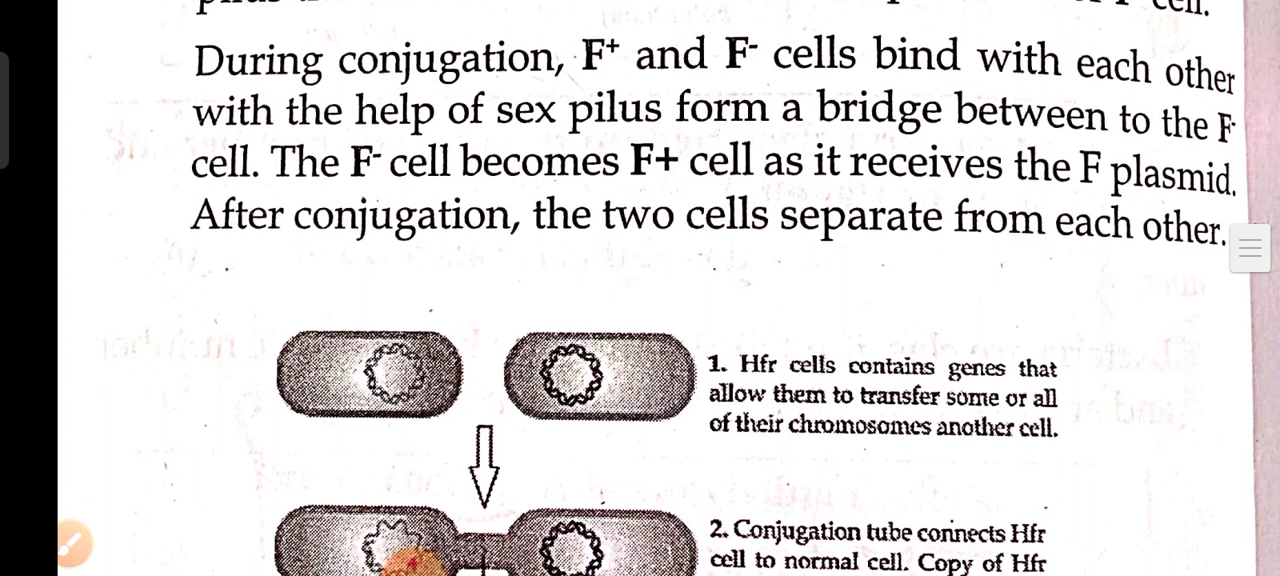 cell.
During conjugation, F⁺ and F⁻ cells bind with each other
with the help of sex pilus form a bridge between to the F⁻
cell. The F⁻ cell becomes F+ cell as it receives the F plasmid.
After conjugation, the two cells separate from each other.
1. Hfr cells contains genes that
allow them to transfer some or all
of their chromosomes another cell.
2. Conjugation tube connects Hfr
cell to normal cell. Copy of Hfr